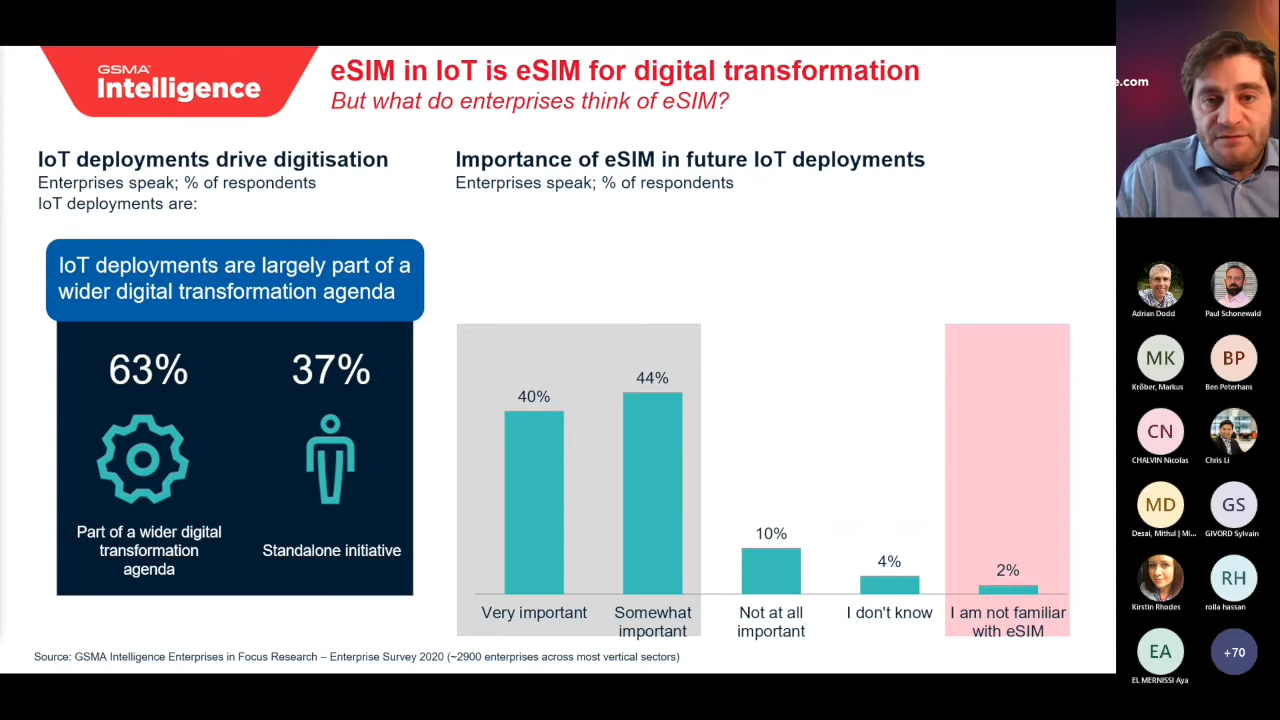 GSMA™
Intelligence
eSIM in IoT is eSIM for digital transformation
But what do enterprises think of eSIM?
IoT deployments drive digitisation
Enterprises speak; % of respondents
IoT deployments are:
IoT deployments are largely part of a
wider digital transformation agenda
63%
37%
Part of a wider digital
transformation
agenda
Standalone initiative
Importance of eSIM in future IoT deployments
Enterprises speak; % of respondents
40%
44%
10%
4%
2%
Very important
Somewhat
important
Not at all
important
I don't know
I am not familiar
with eSIM
Source: GSMA Intelligence Enterprises in Focus Research – Enterprise Survey 2020 (~2900 enterprises across most vertical sectors)
e.com
Adrian Dodd
Paul Schonewald
MK
Kröber, Markus
BP
Ben Peterhans
CN
CHALVIN Nicolas
Chris Li
MD
Desai, Mithul | Mi...
GS
GIVORD Sylvain
Kirstin Rhodes
RH
rolla hassan
EA
EL MERNISSI Aya
+70